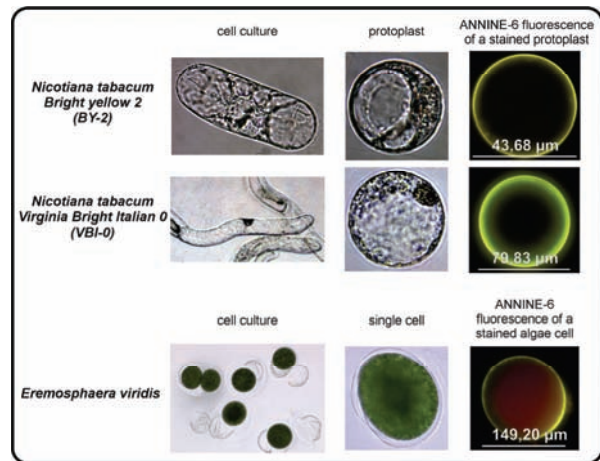 cell culture
protoplast
ANNINE-6 fluorescence
of a stained protoplast
Nicotiana tabacum
Bright yellow 2
(BY-2)
43,68 µm
Nicotiana tabacum
Virginia Bright Italian 0
(VBI-0)
79,83 µm
cell culture
single cell
ANNINE-6
fluorescence of a
stained algae cell
Eremosphaera viridis
149,20 µm